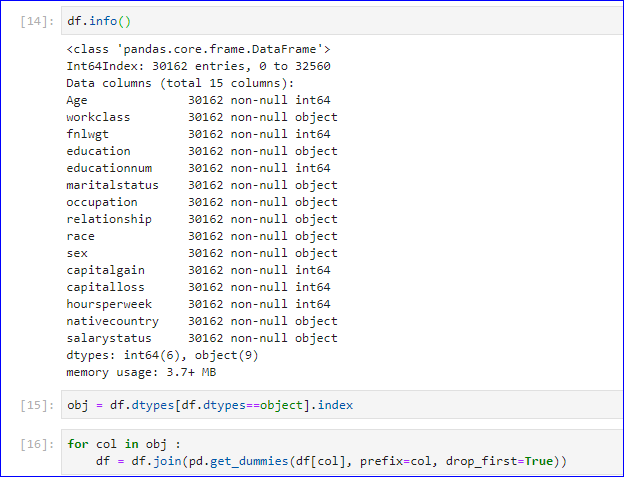 [14]: df.info()
<class 'pandas.core.frame.DataFrame'>
Int64Index: 30162 entries, 0 to 32560
Data columns (total 15 columns):
Age              30162 non-null int64
workclass        30162 non-null object
fnlwgt           30162 non-null int64
education        30162 non-null object
educationnum     30162 non-null int64
maritalstatus    30162 non-null object
occupation       30162 non-null object
relationship     30162 non-null object
race             30162 non-null object
sex              30162 non-null object
capitalgain      30162 non-null int64
capitalloss      30162 non-null int64
hoursperweek     30162 non-null int64
nativecountry    30162 non-null object
salarystatus     30162 non-null object
dtypes: int64(6), object(9)
memory usage: 3.7+ MB
[15]: obj = df.dtypes[df.dtypes==object].index
[16]: for col in obj :
    df = df.join(pd.get_dummies(df[col], prefix=col, drop_first=True))